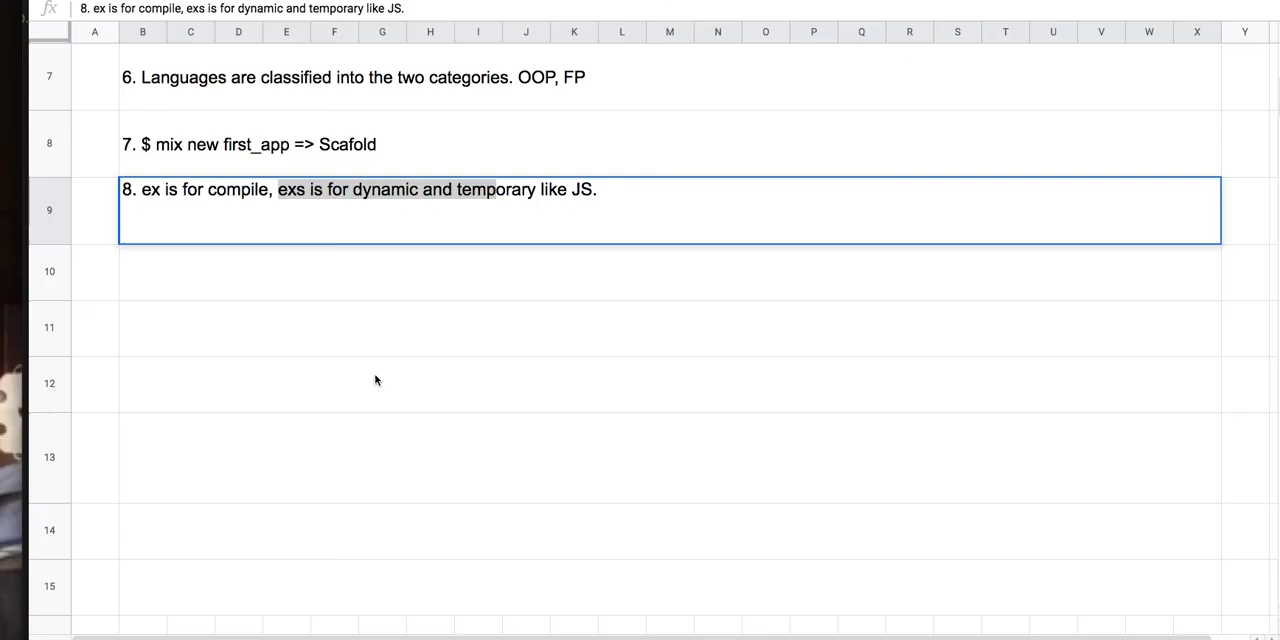 fx 8. ex is for compile, exs is for dynamic and temporary like JS.
A B C D E F G H I J K L M N O P Q R S T U V W X Y
7 6. Languages are classified into the two categories. OOP, FP
8 7. $ mix new first_app => Scafold
9 8. ex is for compile, exs is for dynamic and temporary like JS.
10
11
12
13
14
15